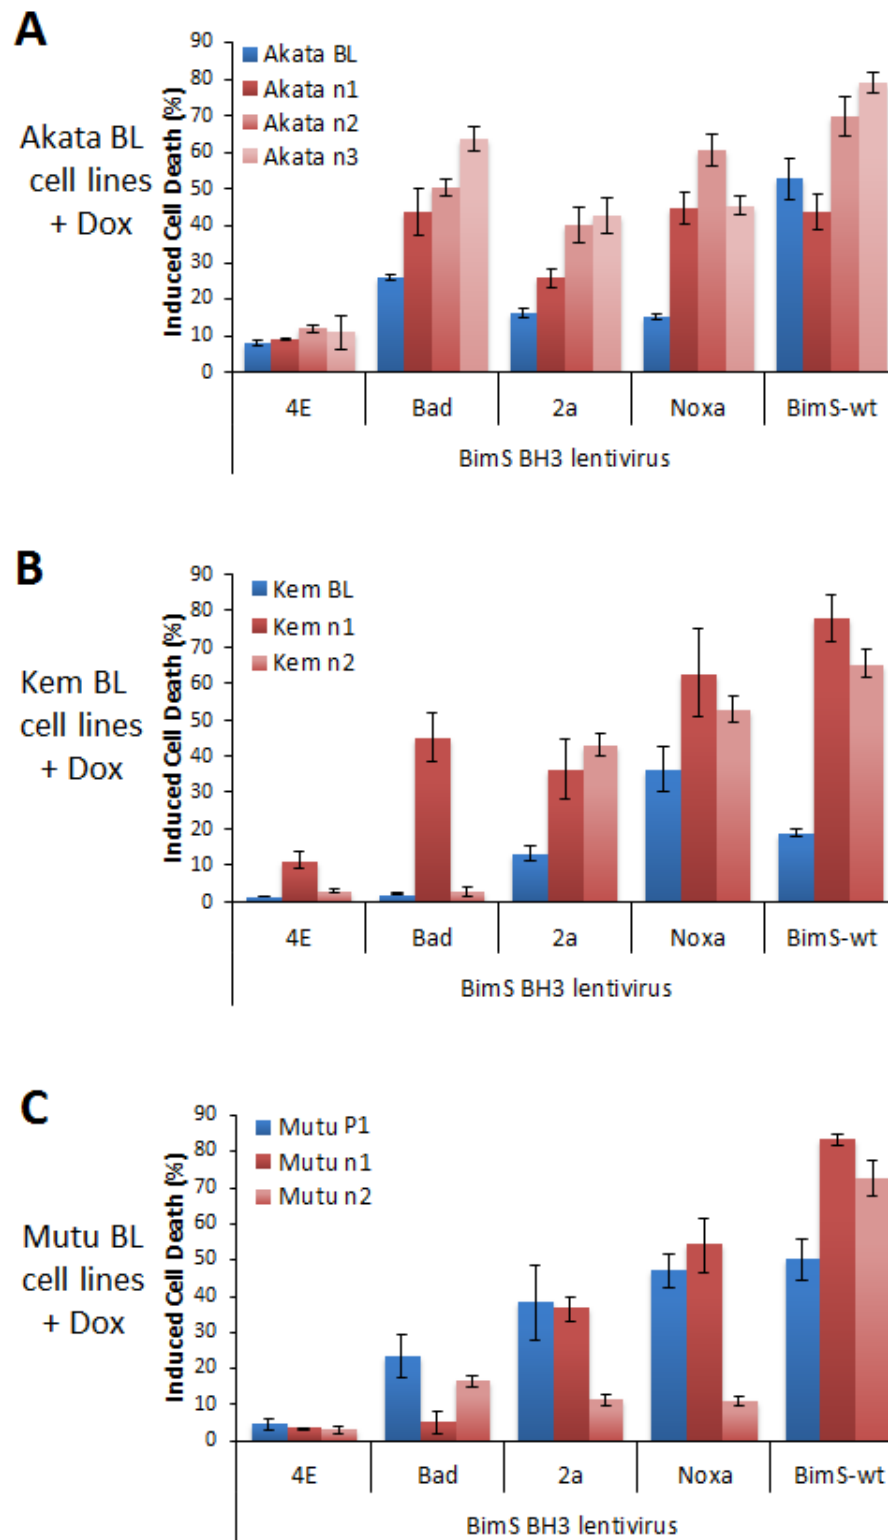 A
Akata BL
cell lines
+ Dox
Induced Cell Death (%)
90
80
70
60
50
40
30
20
10
0
Akata BL
Akata n1
Akata n2
Akata n3
4E Bad 2a Noxa BimS-wt
BimS BH3 lentivirus
B
Kem BL
cell lines
+ Dox
Induced Cell Death (%)
90
80
70
60
50
40
30
20
10
0
Kem BL
Kem n1
Kem n2
4E Bad 2a Noxa BimS-wt
BimS BH3 lentivirus
C
Mutu BL
cell lines
+ Dox
Induced Cell Death (%)
90
80
70
60
50
40
30
20
10
0
Mutu P1
Mutu n1
Mutu n2
4E Bad 2a Noxa BimS-wt
BimS BH3 lentivirus